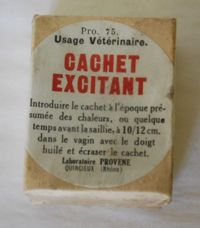 Pro. 75.
Usage Vétérinaire.
CACHET
EXCITANT
Introduire le cachet à l'époque pré-
sumée des chaleurs, ou quelque
temps avant la saillie, à 10/12 cm.
dans le vagin avec le doigt
huilé et écraser le cachet.
Laboratoire PROVENE
QUINCIEUX (Rhône)